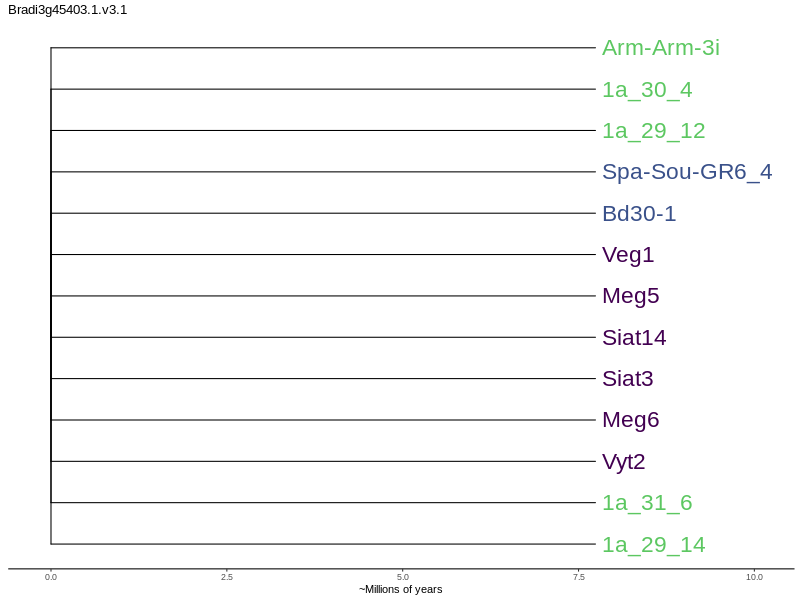 Bradi3g45403.1.v3.1
Arm-Arm-3i
1a_30_4
1a_29_12
Spa-Sou-GR6_4
Bd30-1
Veg1
Meg5
Siat14
Siat3
Meg6
Vyt2
1a_31_6
1a_29_14
0.0 2.5 5.0 7.5 10.0
~Millions of years